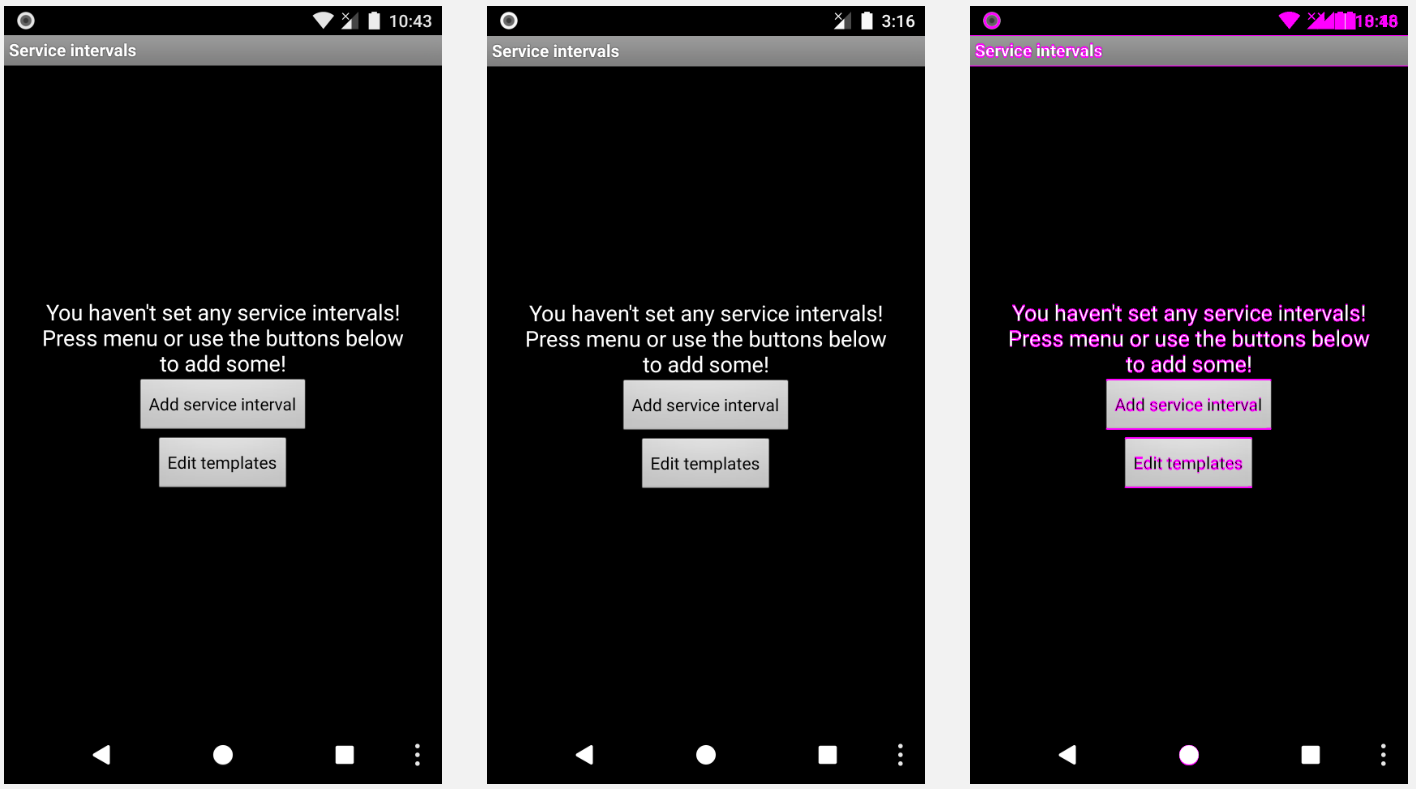 10:43
Service intervals
You haven't set any service intervals!
Press menu or use the buttons below
to add some!
Add service interval
Edit templates
3:16
Service intervals
You haven't set any service intervals!
Press menu or use the buttons below
to add some!
Add service interval
Edit templates
Service intervals
You haven't set any service intervals!
Press menu or use the buttons below
to add some!
Add service interval
Edit templates